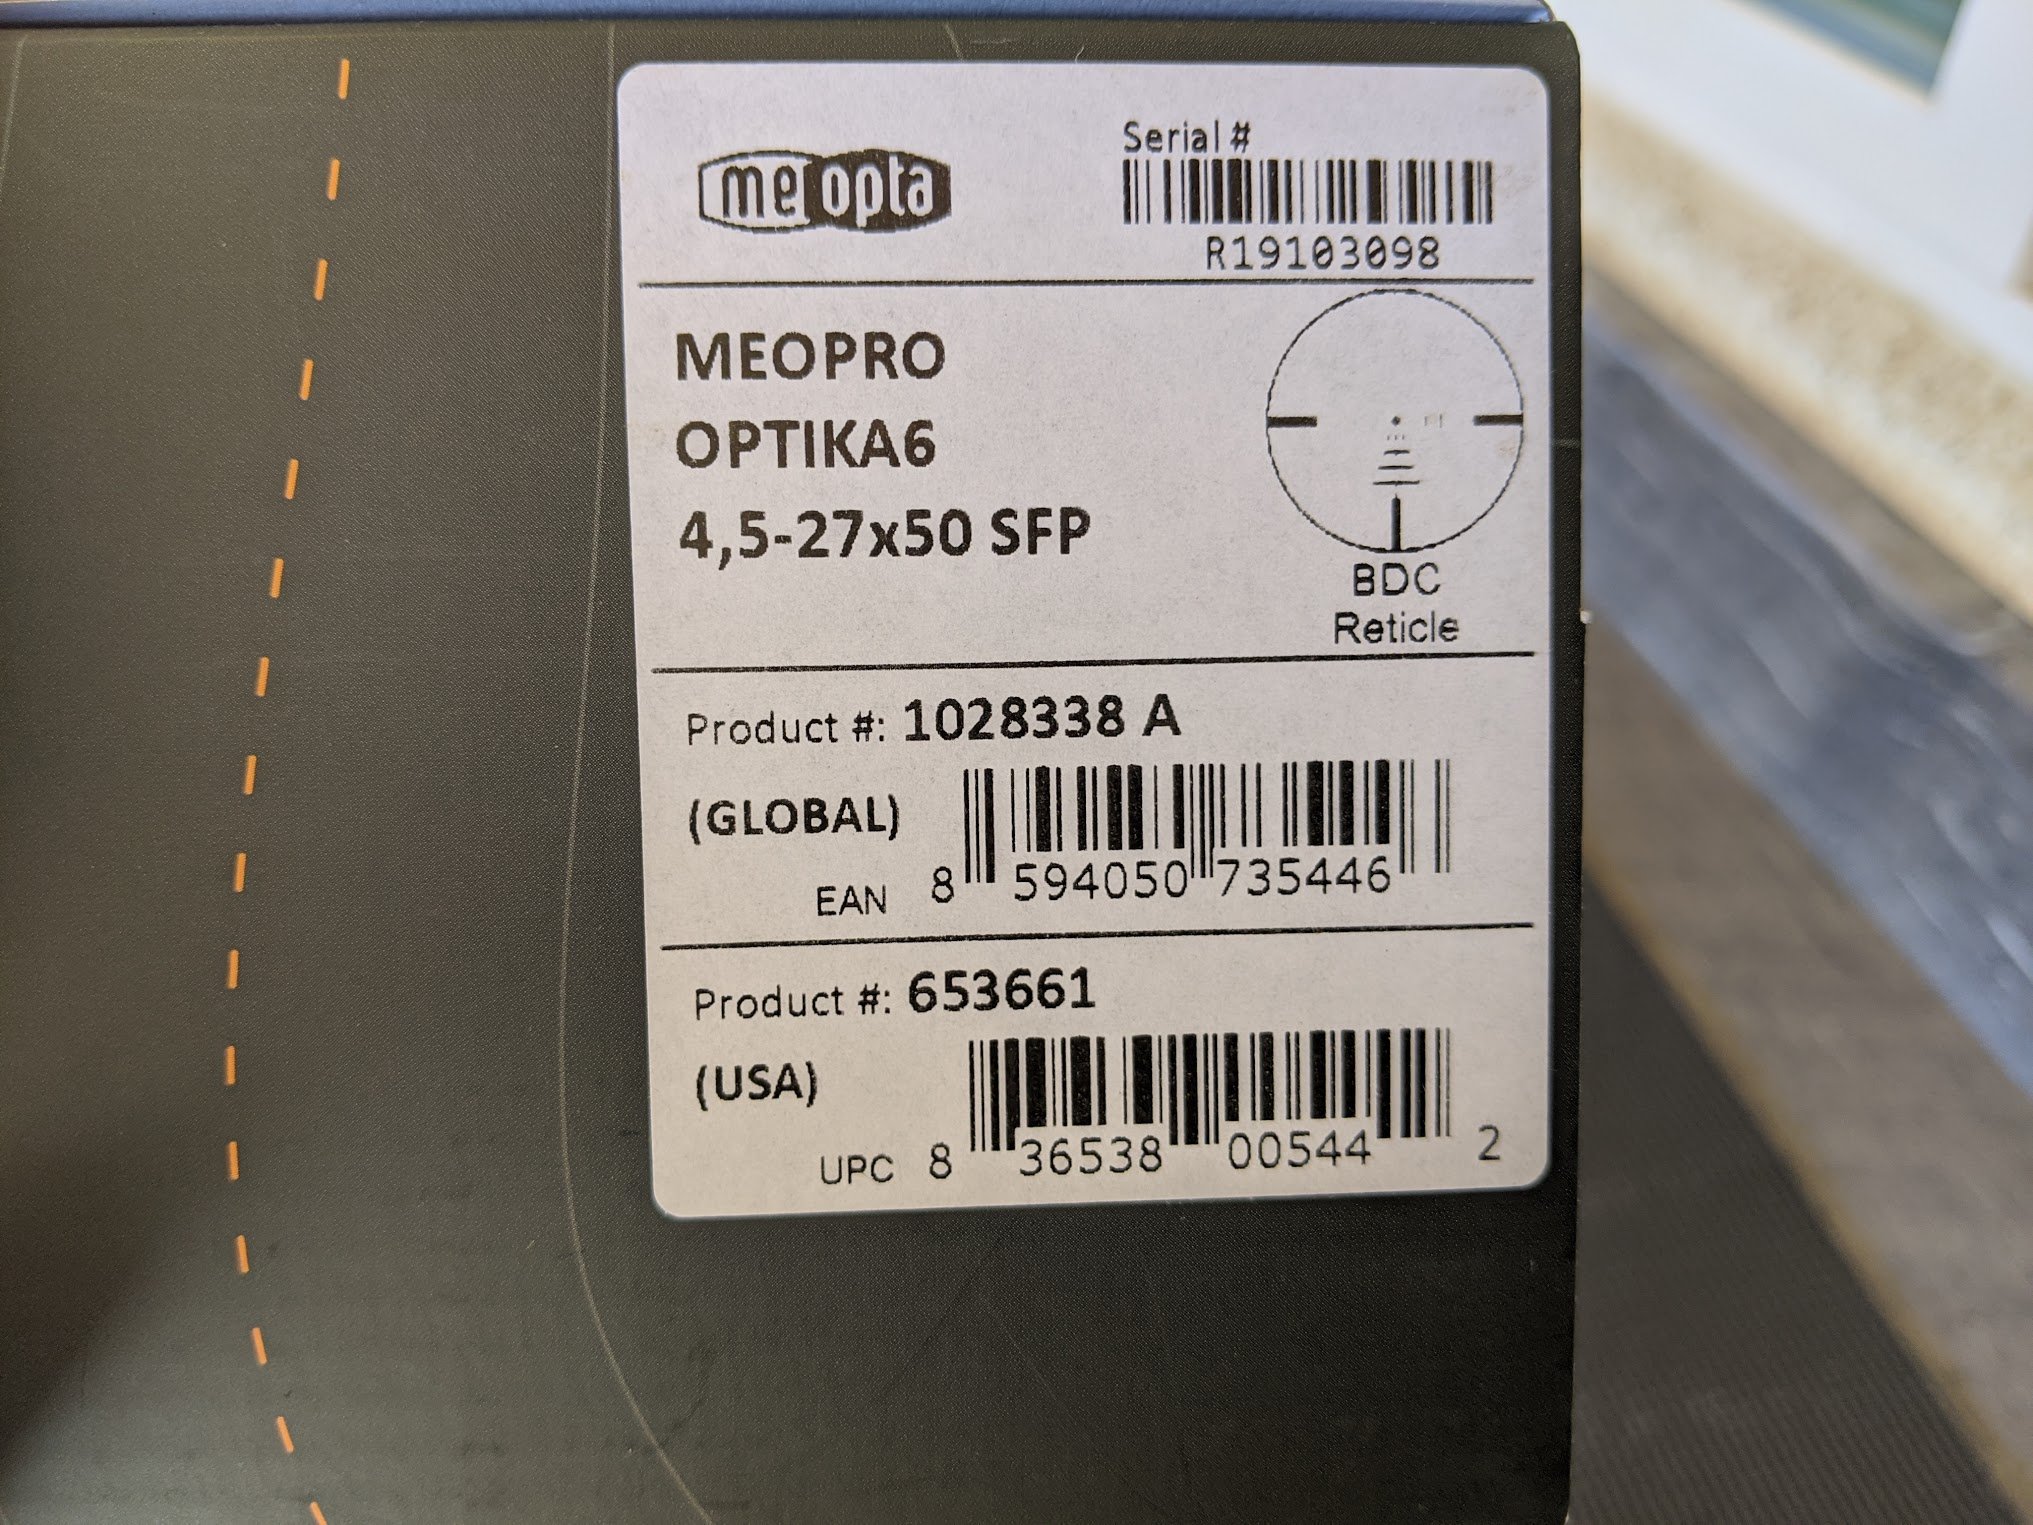 meopta
Serial #
R19103098
MEOPRO
OPTIKA6
4,5-27x50 SFP
BDC
Reticle
Product #: 1028338 A
(GLOBAL)
EAN 8 594050 735446
Product #: 653661
(USA)
UPC 8 36538 00544 2